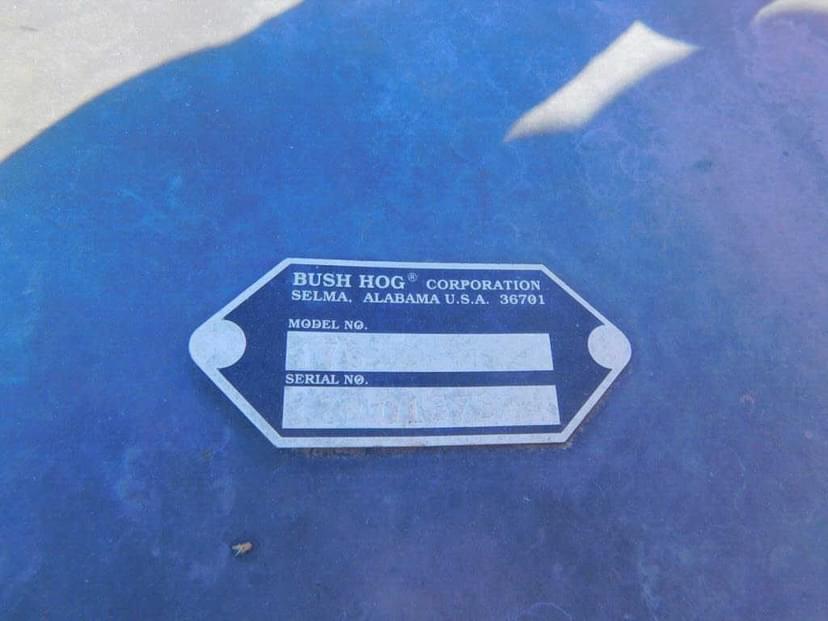 BUSH HOG® CORPORATION
SELMA, ALABAMA U.S.A. 36701
MODEL NO.
SERIAL NO.